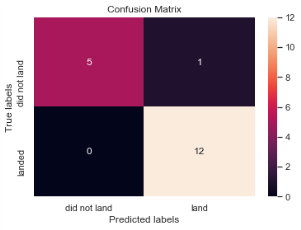 Confusion Matrix
True labels
did not land
landed
5
1
0
12
did not land
land
Predicted labels
12
10
8
6
4
2
0